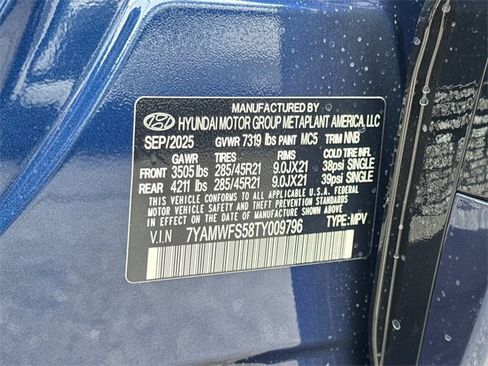 MANUFACTURED BY
HYUNDAI MOTOR GROUP METAPLANT AMERICA, LLC
SEP/2025 GVWR 7319 lbs PAINT MC5 TRIM NNB
GAWR TIRES RIMS COLD TIRE INFL.
FRONT 3505 lbs 285/45R21 9.0JX21 38psi SINGLE
REAR 4211 lbs 285/45R21 9.0JX21 39psi SINGLE
THIS VEHICLE CONFORMS TO ALL APPLICABLE U.S. FEDERAL
MOTOR VEHICLE SAFETY AND THEFT PREVENTION STANDARDS
IN EFFECT ON THE DATE OF MANUFACTURE SHOWN ABOVE.
V.I.N 7YAMWFS58TY009796 TYPE: MPV